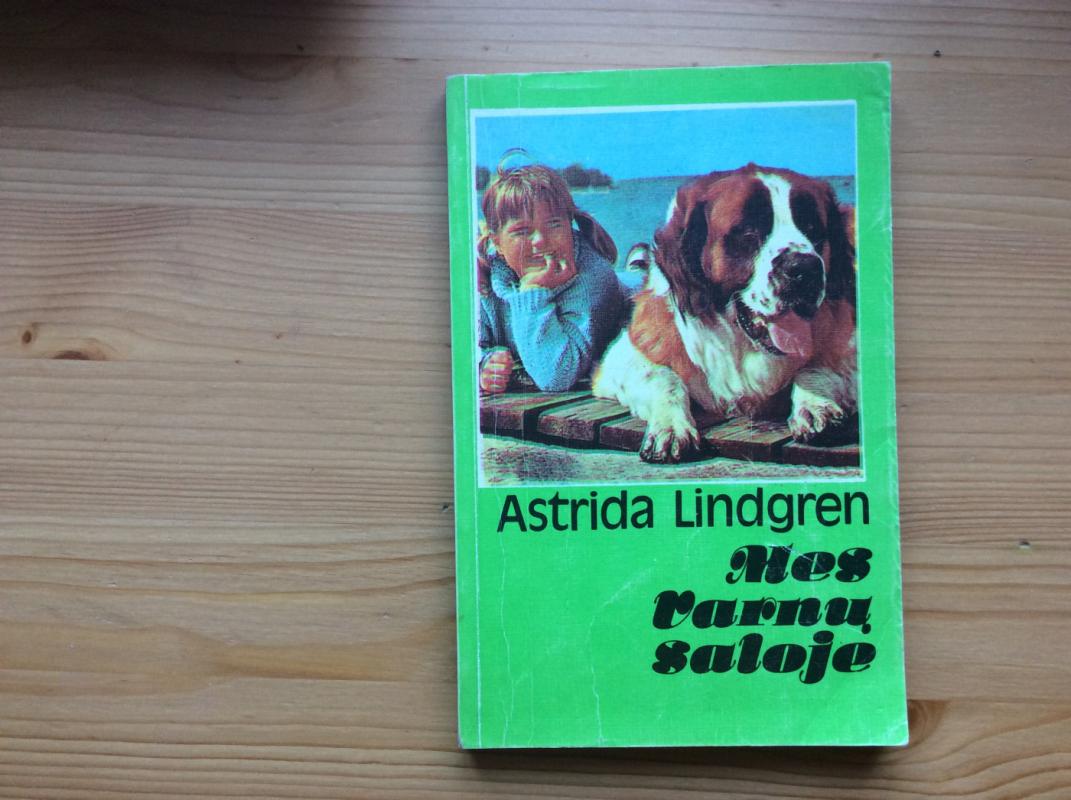 Astrida Lindgren
Mes
Varnų
saloje